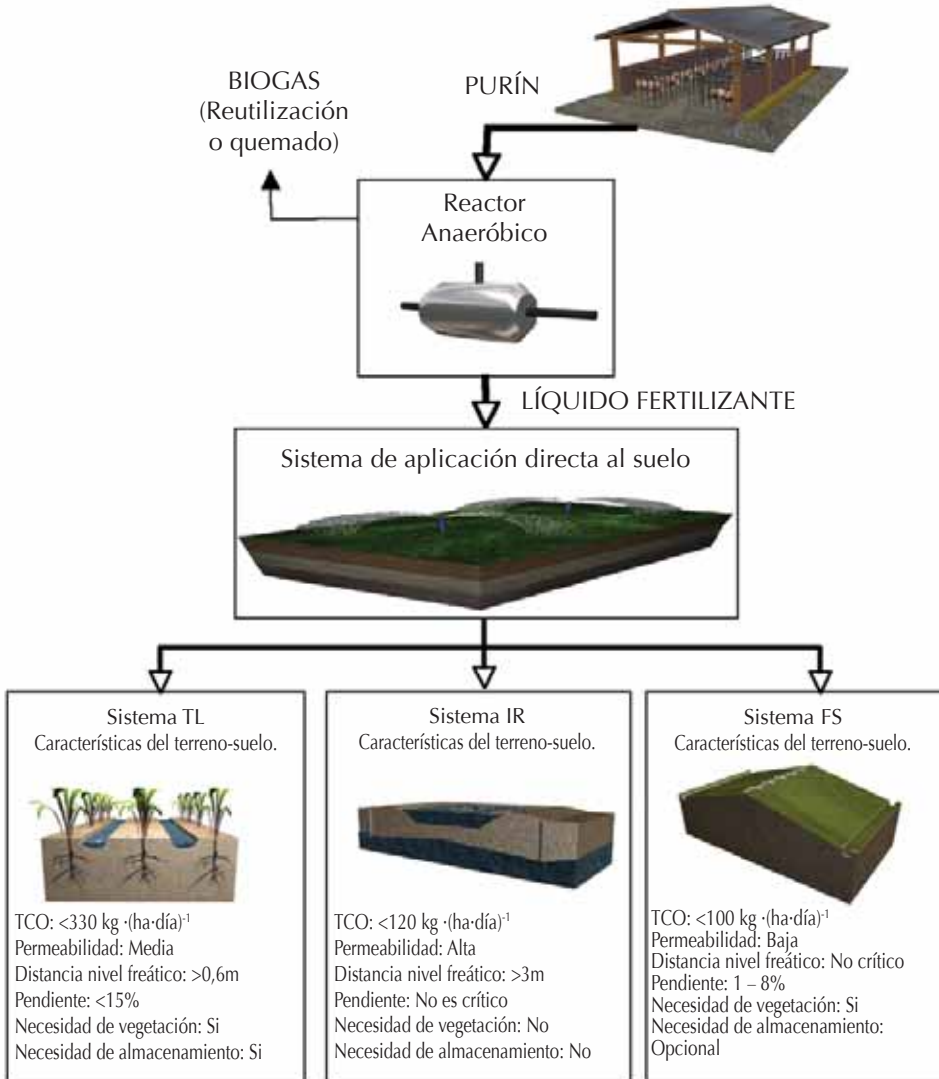 BIOGAS
(Reutilización
o quemado)
PURÍN
Reactor
Anaeróbico
LÍQUIDO FERTILIZANTE
Sistema de aplicación directa al suelo
Sistema TL
Características del terreno-suelo.
TCO: <330 kg ·(ha·día)⁻¹
Permeabilidad: Media
Distancia nivel freático: >0,6m
Pendiente: <15%
Necesidad de vegetación: Si
Necesidad de almacenamiento: Si
Sistema IR
Características del terreno-suelo.
TCO: <120 kg ·(ha·día)⁻¹
Permeabilidad: Alta
Distancia nivel freático: >3m
Pendiente: No es crítico
Necesidad de vegetación: No
Necesidad de almacenamiento: No
Sistema FS
Características del terreno-suelo.
TCO: <100 kg ·(ha·día)⁻¹
Permeabilidad: Baja
Distancia nivel freático: No crítico
Pendiente: 1 – 8%
Necesidad de vegetación: Si
Necesidad de almacenamiento:
Opcional